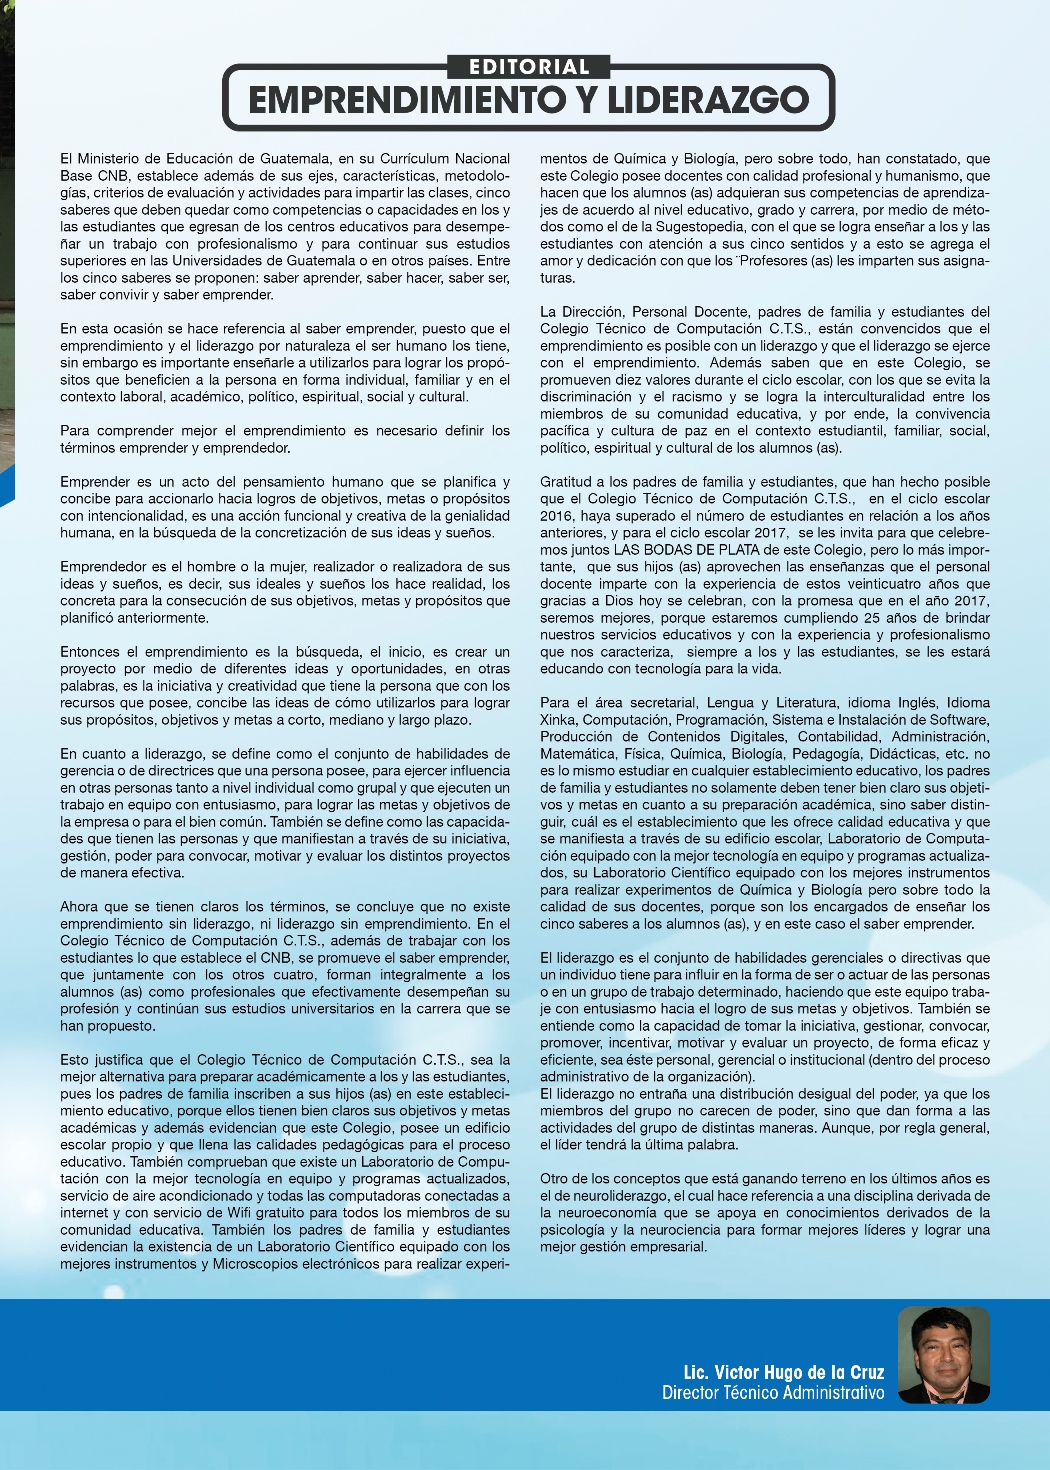 EDITORIAL
EMPRENDIMIENTO Y LIDERAZGO
El Ministerio de Educación de Guatemala, en su Currículum Nacional
Base CNB, establece además de sus ejes, características, metodolo-
gías, criterios de evaluación y actividades para impartir las clases, cinco
saberes que deben quedar como competencias o capacidades en los y
las estudiantes que egresan de los centros educativos para desempe-
ñar un trabajo con profesionalismo y para continuar sus estudios
superiores en las Universidades de Guatemala o en otros países. Entre
los cinco saberes se proponen: saber aprender, saber hacer, saber ser,
saber convivir y saber emprender.
En esta ocasión se hace referencia al saber emprender, puesto que el
emprendimiento y el liderazgo por naturaleza el ser humano los tiene,
sin embargo es importante enseñarle a utilizarlos para lograr los propó-
sitos que beneficien a la persona en forma individual, familiar y en el
contexto laboral, académico, político, espiritual, social y cultural.
Para comprender mejor el emprendimiento es necesario definir los
términos emprender y emprendedor.
Emprender es un acto del pensamiento humano que se planifica y
concibe para accionarlo hacia logros de objetivos, metas o propósitos
con intencionalidad, es una acción funcional y creativa de la genialidad
humana, en la búsqueda de la concretización de sus ideas y sueños.
Emprendedor es el hombre o la mujer, realizador o realizadora de sus
ideas y sueños, es decir, sus ideales y sueños los hace realidad, los
concreta para la consecución de sus objetivos, metas y propósitos que
planificó anteriormente.
Entonces el emprendimiento es la búsqueda, el inicio, es crear un
proyecto por medio de diferentes ideas y oportunidades, en otras
palabras, es la iniciativa y creatividad que tiene la persona que con los
recursos que posee, concibe las ideas de cómo utilizarlos para lograr
sus propósitos, objetivos y metas a corto, mediano y largo plazo.
En cuanto a liderazgo, se define como el conjunto de habilidades de
gerencia o de directrices que una persona posee, para ejercer influencia
en otras personas tanto a nivel individual como grupal y que ejecuten un
trabajo en equipo con entusiasmo, para lograr las metas y objetivos de
la empresa o para el bien común. También se define como las capacida-
des que tienen las personas y que manifiestan a través de su iniciativa,
gestión, poder para convocar, motivar y evaluar los distintos proyectos
de manera efectiva.
Ahora que se tienen claros los términos, se concluye que no existe
emprendimiento sin liderazgo, ni liderazgo sin emprendimiento. En el
Colegio Técnico de Computación C.T.S., además de trabajar con los
estudiantes lo que establece el CNB, se promueve el saber emprender,
que juntamente con los otros cuatro, forman integralmente a los
alumnos (as) como profesionales que efectivamente desempeñan su
profesión y continúan sus estudios universitarios en la carrera que se
han propuesto.
Esto justifica que el Colegio Técnico de Computación C.T.S., sea la
mejor alternativa para preparar académicamente a los y las estudiantes,
pues los padres de familia inscriben a sus hijos (as) en este estableci-
miento educativo, porque ellos tienen bien claros sus objetivos y metas
académicas y además evidencian que este Colegio, posee un edificio
escolar propio y que llena las calidades pedagógicas para el proceso
educativo. También comprueban que existe un Laboratorio de Compu-
tación con la mejor tecnología en equipo y programas actualizados,
servicio de aire acondicionado y todas las computadoras conectadas a
internet y con servicio de Wifi gratuito para todos los miembros de su
comunidad educativa. También los padres de familia y estudiantes
evidencian la existencia de un Laboratorio Científico equipado con los
mejores instrumentos y Microscopios electrónicos para realizar experi-
mentos de Química y Biología, pero sobre todo, han constatado, que
este Colegio posee docentes con calidad profesional y humanismo, que
hacen que los alumnos (as) adquieran sus competencias de aprendiza-
jes de acuerdo al nivel educativo, grado y carrera, por medio de méto-
dos como el de la Sugestopedia, con el que se logra enseñar a los y las
estudiantes con atención a sus cinco sentidos y a esto se agrega el
amor y dedicación con que los ¨Profesores (as) les imparten sus asigna-
turas.
La Dirección, Personal Docente, padres de familia y estudiantes del
Colegio Técnico de Computación C.T.S., están convencidos que el
emprendimiento es posible con un liderazgo y que el liderazgo se ejerce
con el emprendimiento. Además saben que en este Colegio, se
promueven diez valores durante el ciclo escolar, con los que se evita la
discriminación y el racismo y se logra la interculturalidad entre los
miembros de su comunidad educativa, y por ende, la convivencia
pacífica y cultura de paz en el contexto estudiantil, familiar, social,
político, espiritual y cultural de los alumnos (as).
Gratitud a los padres de familia y estudiantes, que han hecho posible
que el Colegio Técnico de Computación C.T.S., en el ciclo escolar
2016, haya superado el número de estudiantes en relación a los años
anteriores, y para el ciclo escolar 2017, se les invita para que celebre-
mos juntos LAS BODAS DE PLATA de este Colegio, pero lo más impor-
tante, que sus hijos (as) aprovechen las enseñanzas que el personal
docente imparte con la experiencia de estos veinticuatro años que
gracias a Dios hoy se celebran, con la promesa que en el año 2017,
seremos mejores, porque estaremos cumpliendo 25 años de brindar
nuestros servicios educativos y con la experiencia y profesionalismo
que nos caracteriza, siempre a los y las estudiantes, se les estará
educando con tecnología para la vida.
Para el área secretarial, Lengua y Literatura, idioma Inglés, Idioma
Xinka, Computación, Programación, Sistema e Instalación de Software,
Producción de Contenidos Digitales, Contabilidad, Administración,
Matemática, Física, Química, Biología, Pedagogía, Didácticas, etc. no
es lo mismo estudiar en cualquier establecimiento educativo, los padres
de familia y estudiantes no solamente deben tener bien claro sus objeti-
vos y metas en cuanto a su preparación académica, sino saber distin-
guir, cuál es el establecimiento que les ofrece calidad educativa y que
se manifiesta a través de su edificio escolar, Laboratorio de Computa-
ción equipado con la mejor tecnología en equipo y programas actualiza-
dos, su Laboratorio Científico equipado con los mejores instrumentos
para realizar experimentos de Química y Biología pero sobre todo la
calidad de sus docentes, porque son los encargados de enseñar los
cinco saberes a los alumnos (as), y en este caso el saber emprender.
El liderazgo es el conjunto de habilidades gerenciales o directivas que
un individuo tiene para influir en la forma de ser o actuar de las personas
o en un grupo de trabajo determinado, haciendo que este equipo traba-
je con entusiasmo hacia el logro de sus metas y objetivos. También se
entiende como la capacidad de tomar la iniciativa, gestionar, convocar,
promover, incentivar, motivar y evaluar un proyecto, de forma eficaz y
eficiente, sea éste personal, gerencial o institucional (dentro del proceso
administrativo de la organización).
El liderazgo no entraña una distribución desigual del poder, ya que los
miembros del grupo no carecen de poder, sino que dan forma a las
actividades del grupo de distintas maneras. Aunque, por regla general,
el líder tendrá la última palabra.
Otro de los conceptos que está ganando terreno en los últimos años es
el de neuroliderazgo, el cual hace referencia a una disciplina derivada de
la neuroeconomía que se apoya en conocimientos derivados de la
psicología y la neurociencia para formar mejores líderes y lograr una
mejor gestión empresarial.
Lic. Victor Hugo de la Cruz
Director Técnico Administrativo